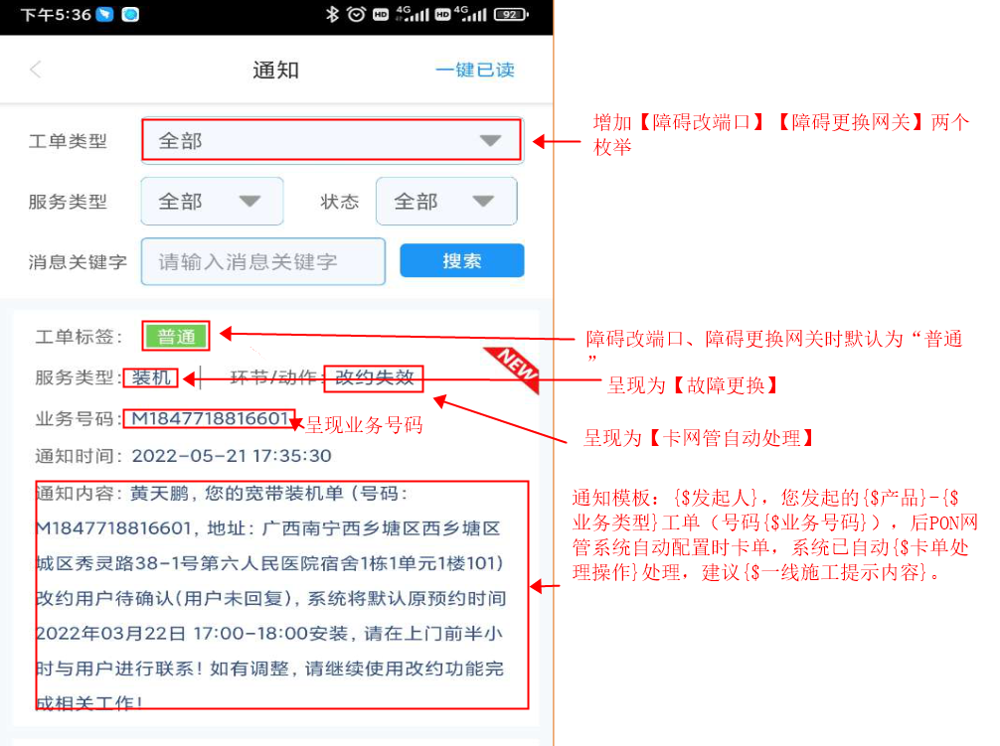 下午5:36
HD 4G HD 4G 92
通知
一键已读
工单类型
全部
服务类型
全部
状态
全部
消息关键字
请输入消息关键字
搜索
工单标签：
普通
NEW
服务类型：装机
环节/动作：改约失效
业务号码：M1847718816601
通知时间：2022-05-21 17:35:30
通知内容：黄天鹏，您的宽带装机单（号码：
M1847718816601，地址：广西南宁西乡塘区西乡塘区
城区秀灵路38-1号第六人民医院宿舍1栋1单元1楼101）
改约用户待确认(用户未回复)，系统将默认原预约时间
2022年03月22日 17:00-18:00安装，请在上门前半小
时与用户进行联系！如有调整，请继续使用改约功能完
成相关工作！
增加【障碍改端口】【障碍更换网关】两个
枚举
障碍改端口、障碍更换网关时默认为“普通
”
呈现为【故障更换】
呈现业务号码
呈现为【卡网管自动处理】
通知模板：{$发起人}，您发起的{$产品}-{$
业务类型}工单（号码{$业务号码}），后PON网
管系统自动配置时卡单，系统已自动{$卡单处
理操作}处理，建议{$一线施工提示内容}。